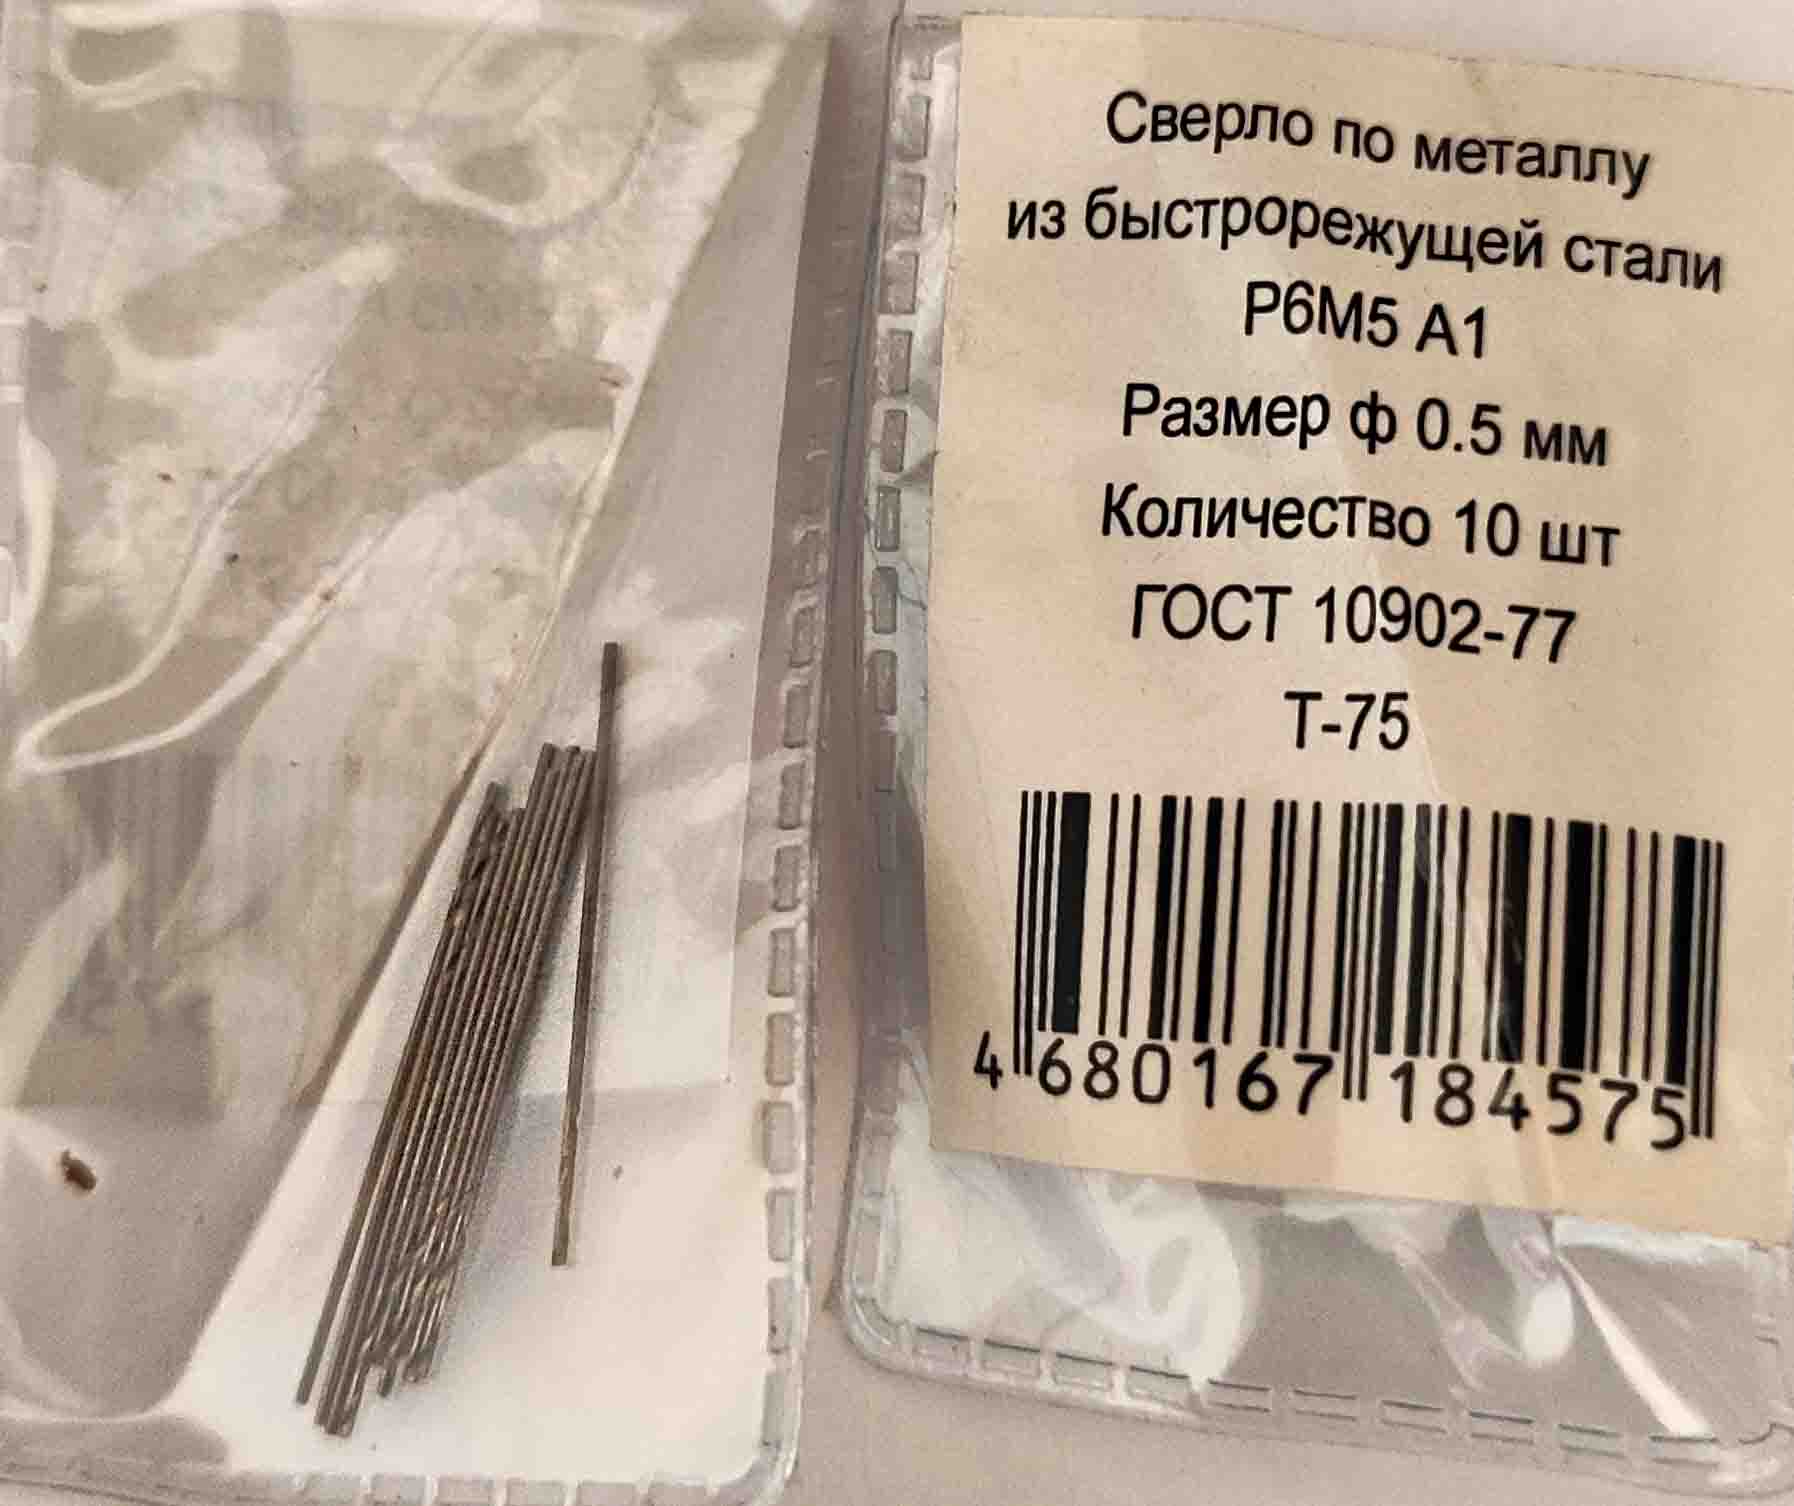 Сверло по металлу
из быстрорежущей стали
Р6М5 А1
Размер ф 0.5 мм
Количество 10 шт
ГОСТ 10902-77
Т-75
4 680167 184575